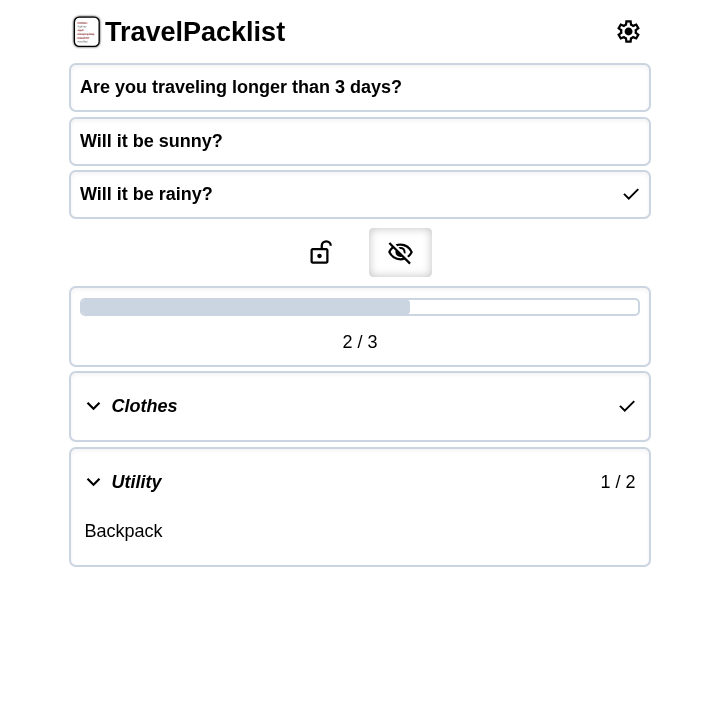 TravelPacklist
Are you traveling longer than 3 days?
Will it be sunny?
Will it be rainy?
2 / 3
Clothes
Utility 1 / 2
Backpack